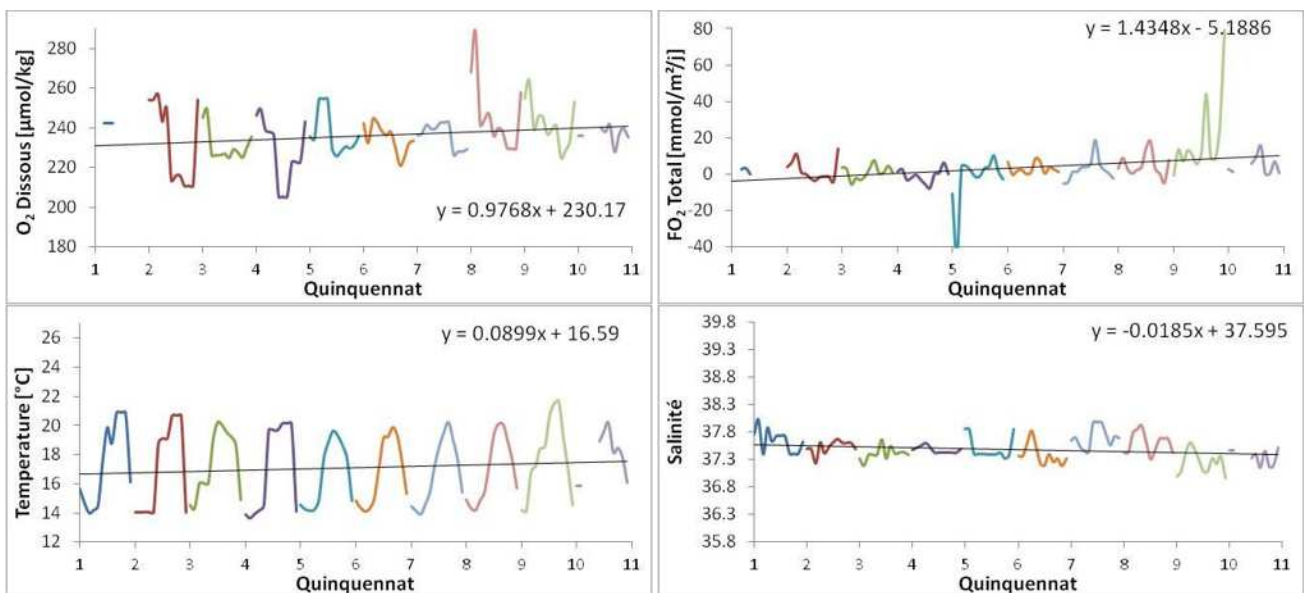 O₂ Dissous [µmol/kg]
280
260
240
220
200
180
y = 0.9768x + 230.17
1 2 3 4 5 6 7 8 9 10 11
Quinquennat
FO₂ Total [mmol/m²/j]
80
60
40
20
0
-20
-40
y = 1.4348x - 5.1886
1 2 3 4 5 6 7 8 9 10 11
Quinquennat
Temperature [°C]
26
24
22
20
18
16
14
12
y = 0.0899x + 16.59
1 2 3 4 5 6 7 8 9 10 11
Quinquennat
Salinité
39.8
39.3
38.8
38.3
37.8
37.3
36.8
36.3
35.8
y = -0.0185x + 37.595
1 2 3 4 5 6 7 8 9 10 11
Quinquennat